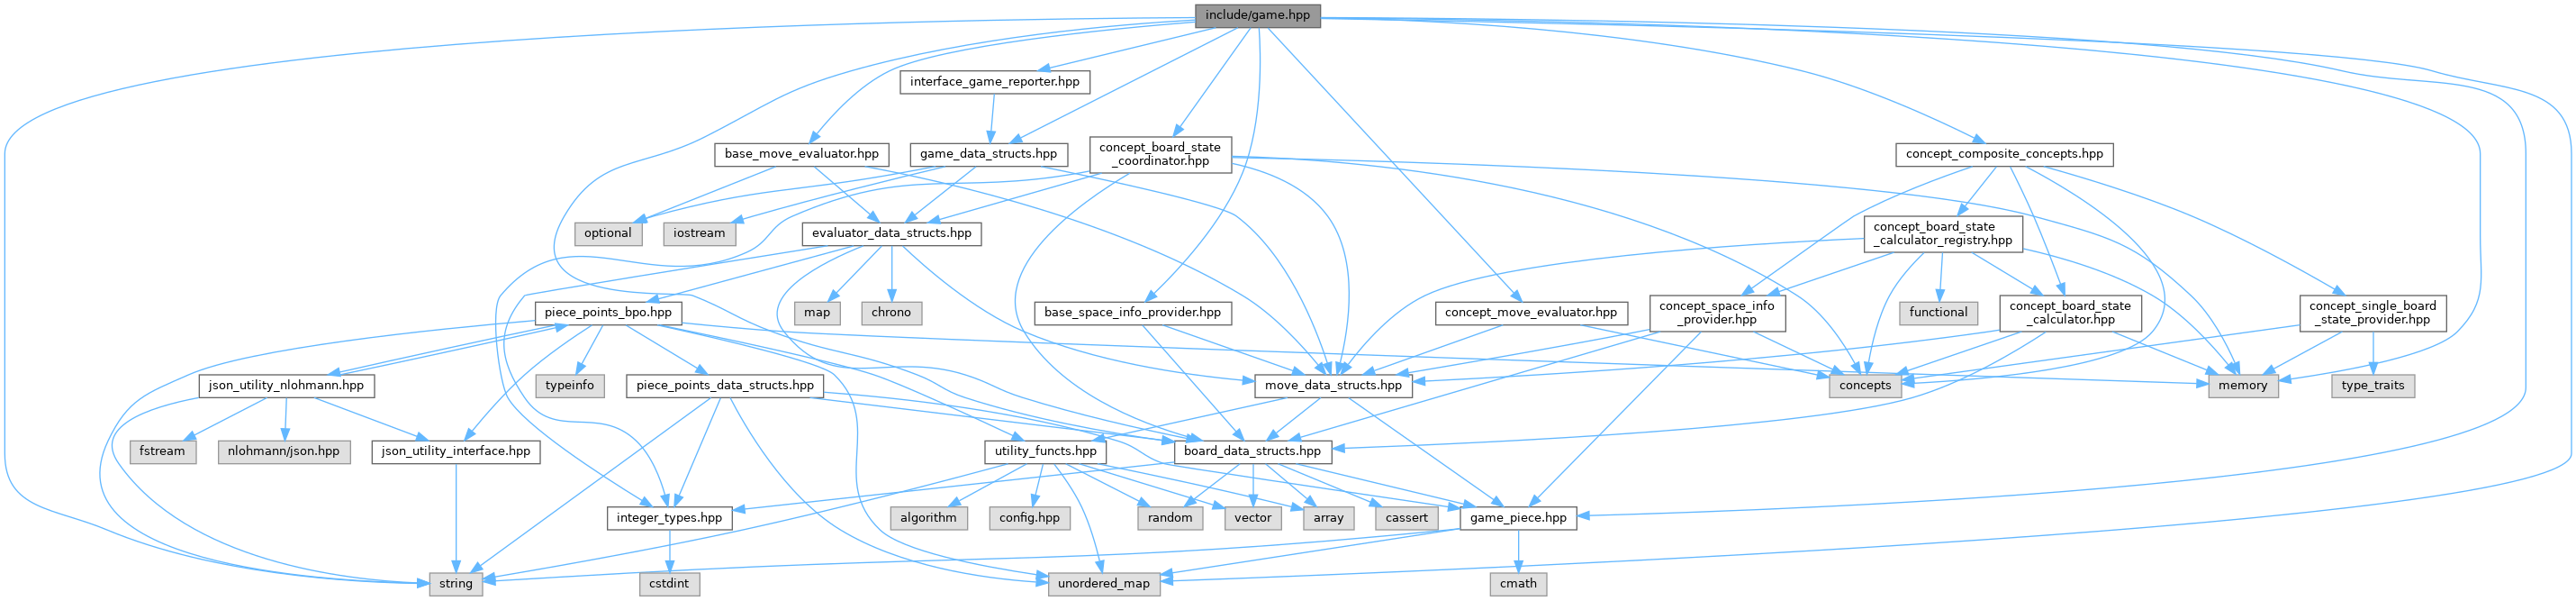 include/game.hpp
interface_game_reporter.hpp
base_move_evaluator.hpp
game_data_structs.hpp
concept_board_state
_coordinator.hpp
concept_composite_concepts.hpp
optional
iostream
evaluator_data_structs.hpp
concept_board_state
_calculator_registry.hpp
piece_points_bpo.hpp
map
chrono
base_space_info_provider.hpp
concept_move_evaluator.hpp
concept_space_info
_provider.hpp
functional
concept_board_state
_calculator.hpp
concept_single_board
_state_provider.hpp
json_utility_nlohmann.hpp
typeinfo
piece_points_data_structs.hpp
move_data_structs.hpp
concepts
memory
type_traits
fstream
nlohmann/json.hpp
json_utility_interface.hpp
utility_functs.hpp
board_data_structs.hpp
integer_types.hpp
algorithm
config.hpp
random
vector
array
cassert
game_piece.hpp
string
cstdint
unordered_map
cmath